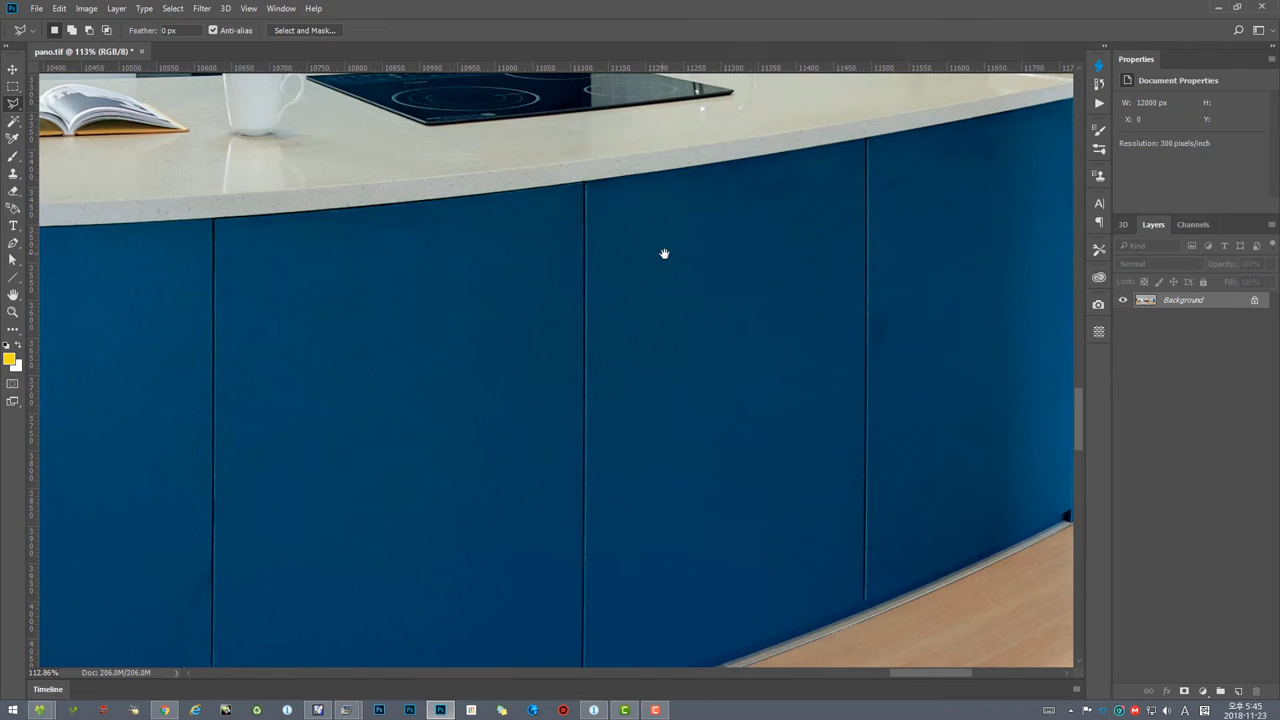 Ps File Edit Image Layer Type Select Filter 3D View Window Help
Feather: 0 px Anti-alias Select and Mask...
pano.tif @ 113% (RGB/8) * ×
10400 10450 10500 10550 10600 10650 10700 10750 10800 10850 10900 10950 11000 11050 11100 11150 11200 11250 11300 11350 11400 11450 11500 11550 11600 11650 11700
Properties
Document Properties
W: 12000 px H:
X: 0 Y:
Resolution: 300 pixels/inch
3D Layers Channels
Kind
Normal Opacity: 100%
Lock: Fill: 100%
Background
112.86% Doc: 206.0M/206.0M
Timeline
오후 5:45
2018-11-23